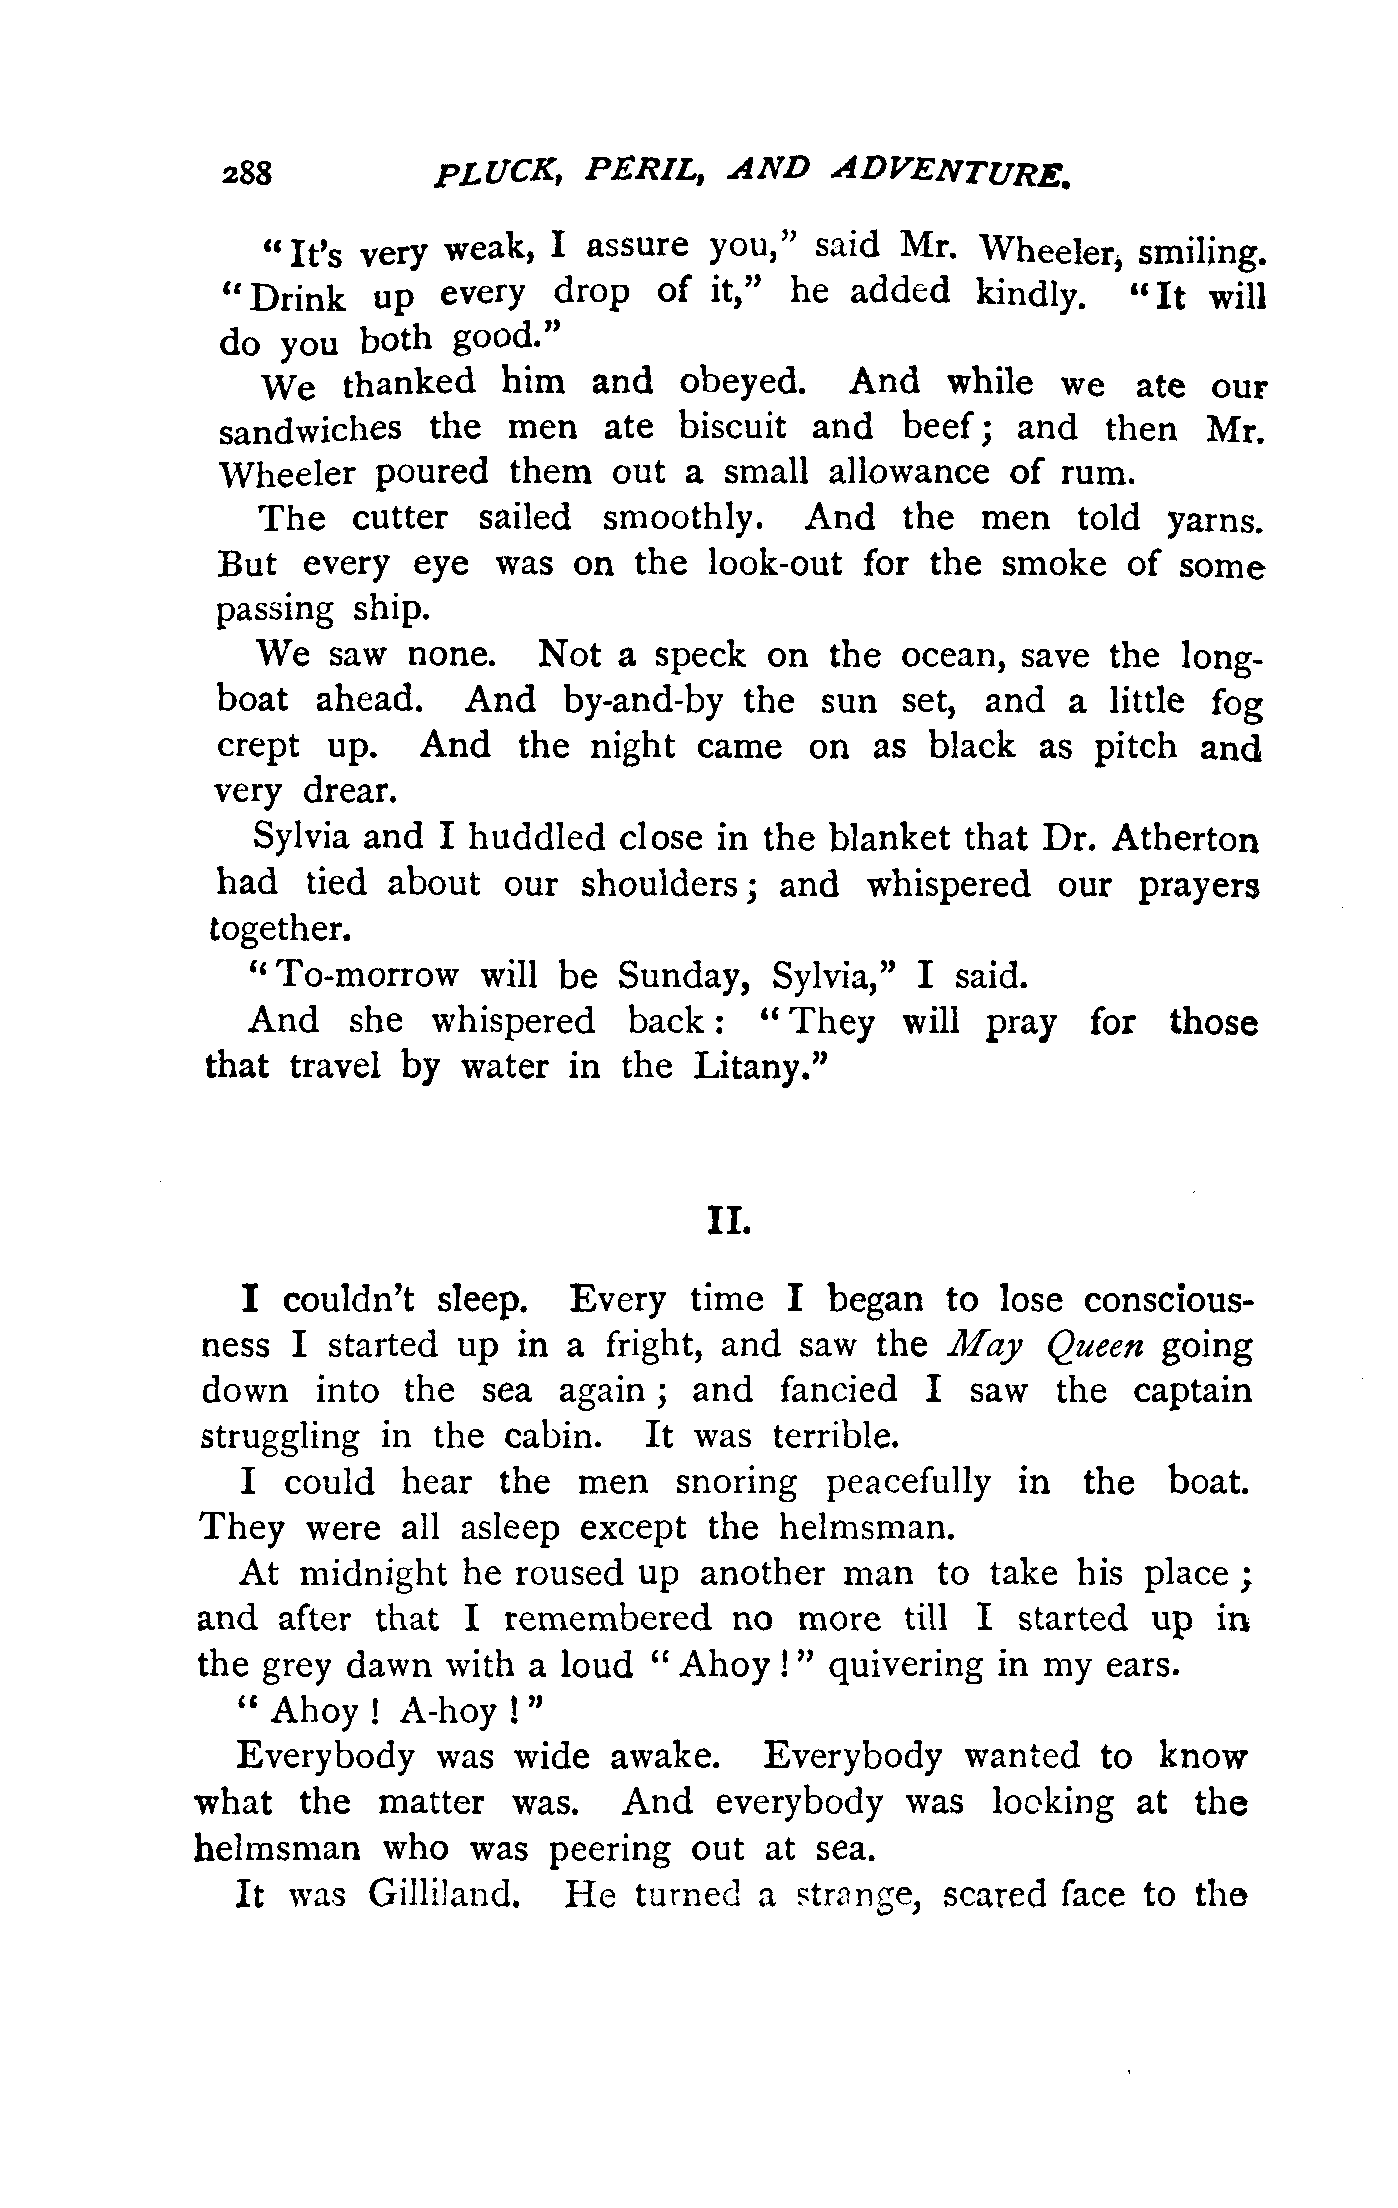 288 PLUCK, PERIL, AND ADVENTURE.
"It's very weak, I assure you," said Mr. Wheeler, smiling.
"Drink up every drop of it," he added kindly. "It will
do you both good."
We thanked him and obeyed. And while we ate our
sandwiches the men ate biscuit and beef; and then Mr.
Wheeler poured them out a small allowance of rum.
The cutter sailed smoothly. And the men told yarns.
But every eye was on the look-out for the smoke of some
passing ship.
We saw none. Not a speck on the ocean, save the long-
boat ahead. And by-and-by the sun set, and a little fog
crept up. And the night came on as black as pitch and
very drear.
Sylvia and I huddled close in the blanket that Dr. Atherton
had tied about our shoulders; and whispered our prayers
together.
"To-morrow will be Sunday, Sylvia," I said.
And she whispered back: "They will pray for those
that travel by water in the Litany."
II.
I couldn't sleep. Every time I began to lose conscious-
ness I started up in a fright, and saw the May Queen going
down into the sea again; and fancied I saw the captain
struggling in the cabin. It was terrible.
I could hear the men snoring peacefully in the boat.
They were all asleep except the helmsman.
At midnight he roused up another man to take his place;
and after that I remembered no more till I started up in
the grey dawn with a loud "Ahoy!" quivering in my ears.
"Ahoy! A-hoy!"
Everybody was wide awake. Everybody wanted to know
what the matter was. And everybody was looking at the
helmsman who was peering out at sea.
It was Gilliland. He turned a strange, scared face to the